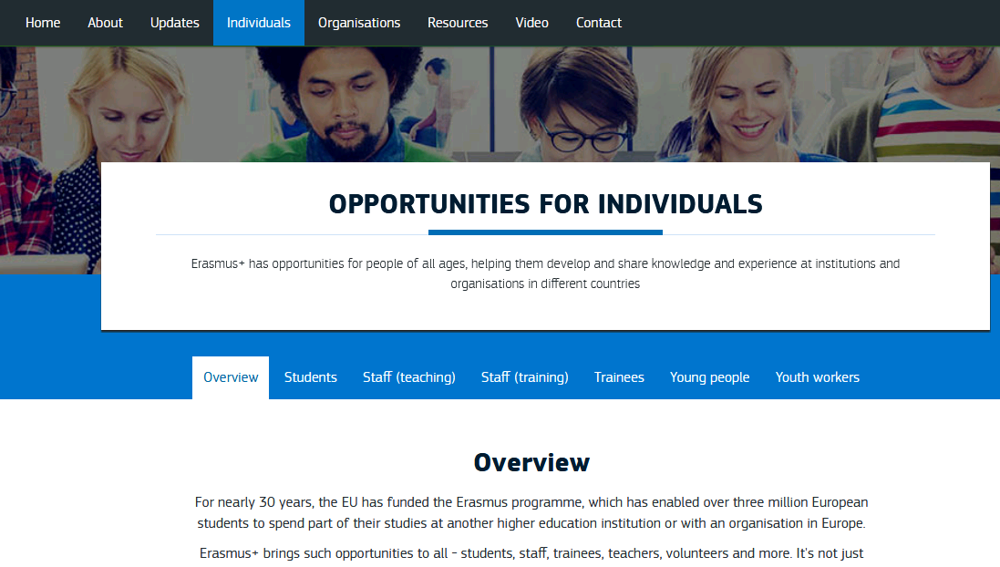 Home About Updates Individuals Organisations Resources Video Contact
OPPORTUNITIES FOR INDIVIDUALS
Erasmus+ has opportunities for people of all ages, helping them develop and share knowledge and experience at institutions and
organisations in different countries
Overview Students Staff (teaching) Staff (training) Trainees Young people Youth workers
Overview
For nearly 30 years, the EU has funded the Erasmus programme, which has enabled over three million European
students to spend part of their studies at another higher education institution or with an organisation in Europe.
Erasmus+ brings such opportunities to all - students, staff, trainees, teachers, volunteers and more. It's not just